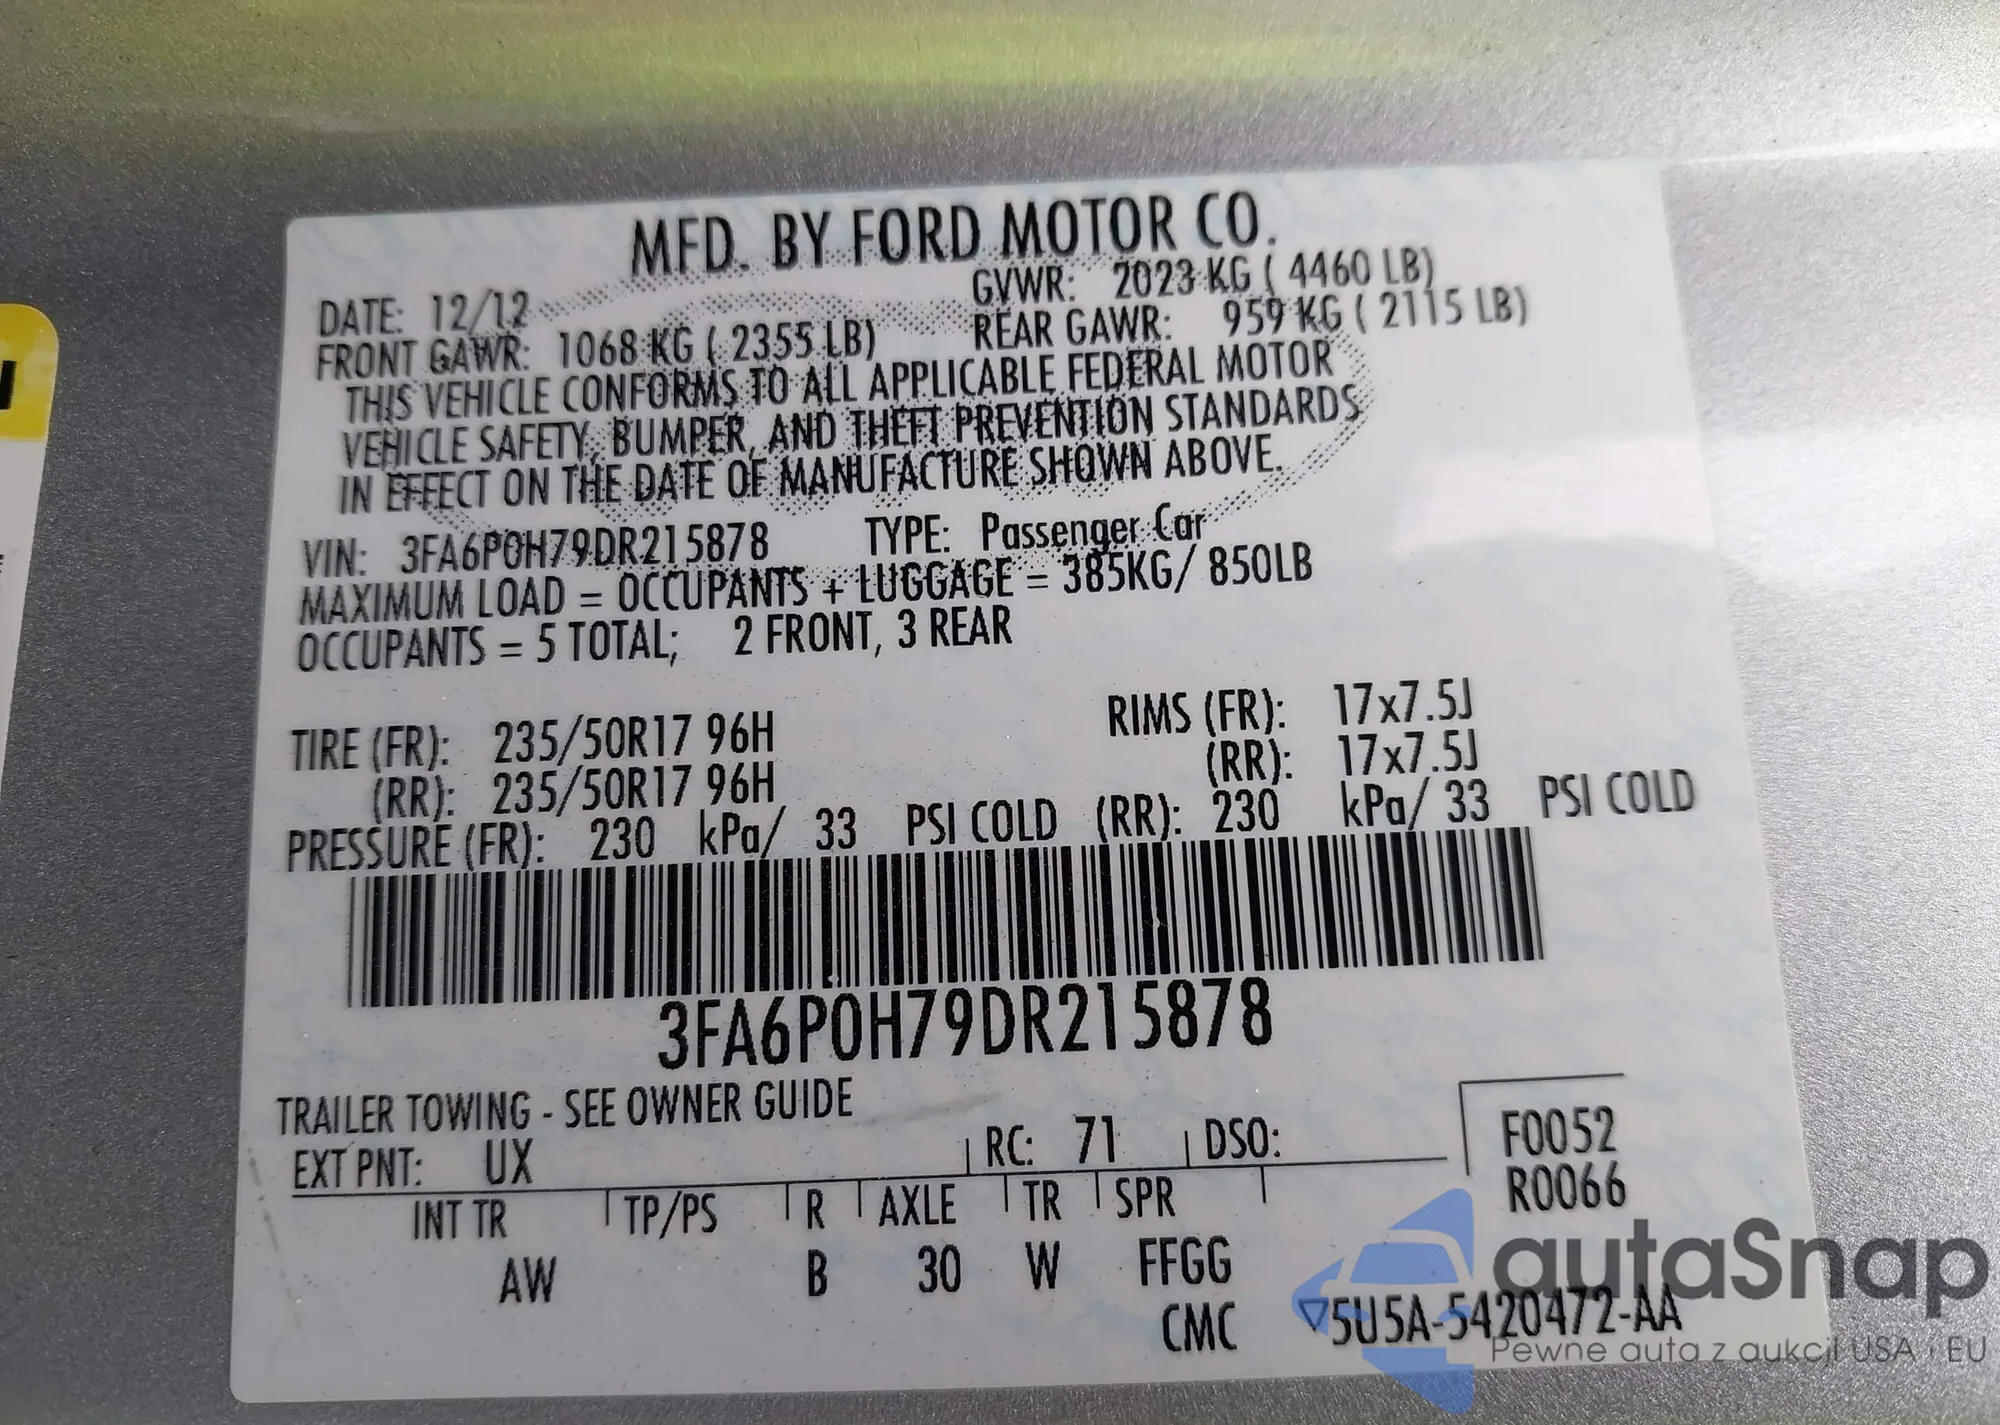 MFD. BY FORD MOTOR CO.
DATE: 12/12 GVWR: 2023 KG ( 4460 LB)
FRONT GAWR: 1068 KG ( 2355 LB) REAR GAWR: 959 KG ( 2115 LB)
THIS VEHICLE CONFORMS TO ALL APPLICABLE FEDERAL MOTOR
VEHICLE SAFETY, BUMPER, AND THEFT PREVENTION STANDARDS
IN EFFECT ON THE DATE OF MANUFACTURE SHOWN ABOVE.
VIN: 3FA6P0H79DR215878 TYPE: Passenger Car
MAXIMUM LOAD = OCCUPANTS + LUGGAGE = 385KG/ 850LB
OCCUPANTS = 5 TOTAL; 2 FRONT, 3 REAR
TIRE (FR): 235/50R17 96H RIMS (FR): 17x7.5J
(RR): 235/50R17 96H (RR): 17x7.5J
PRESSURE (FR): 230 kPa/ 33 PSI COLD (RR): 230 kPa/ 33 PSI COLD
3FA6P0H79DR215878
TRAILER TOWING - SEE OWNER GUIDE
EXT PNT: UX RC: 71 DSO: F0052
R0066
INT TR TP/PS R AXLE TR SPR
AW B 30 W FFGG
CMC ▽5U5A-5420472-AA
autaSnap
Pewne auta z aukcji USA i EU